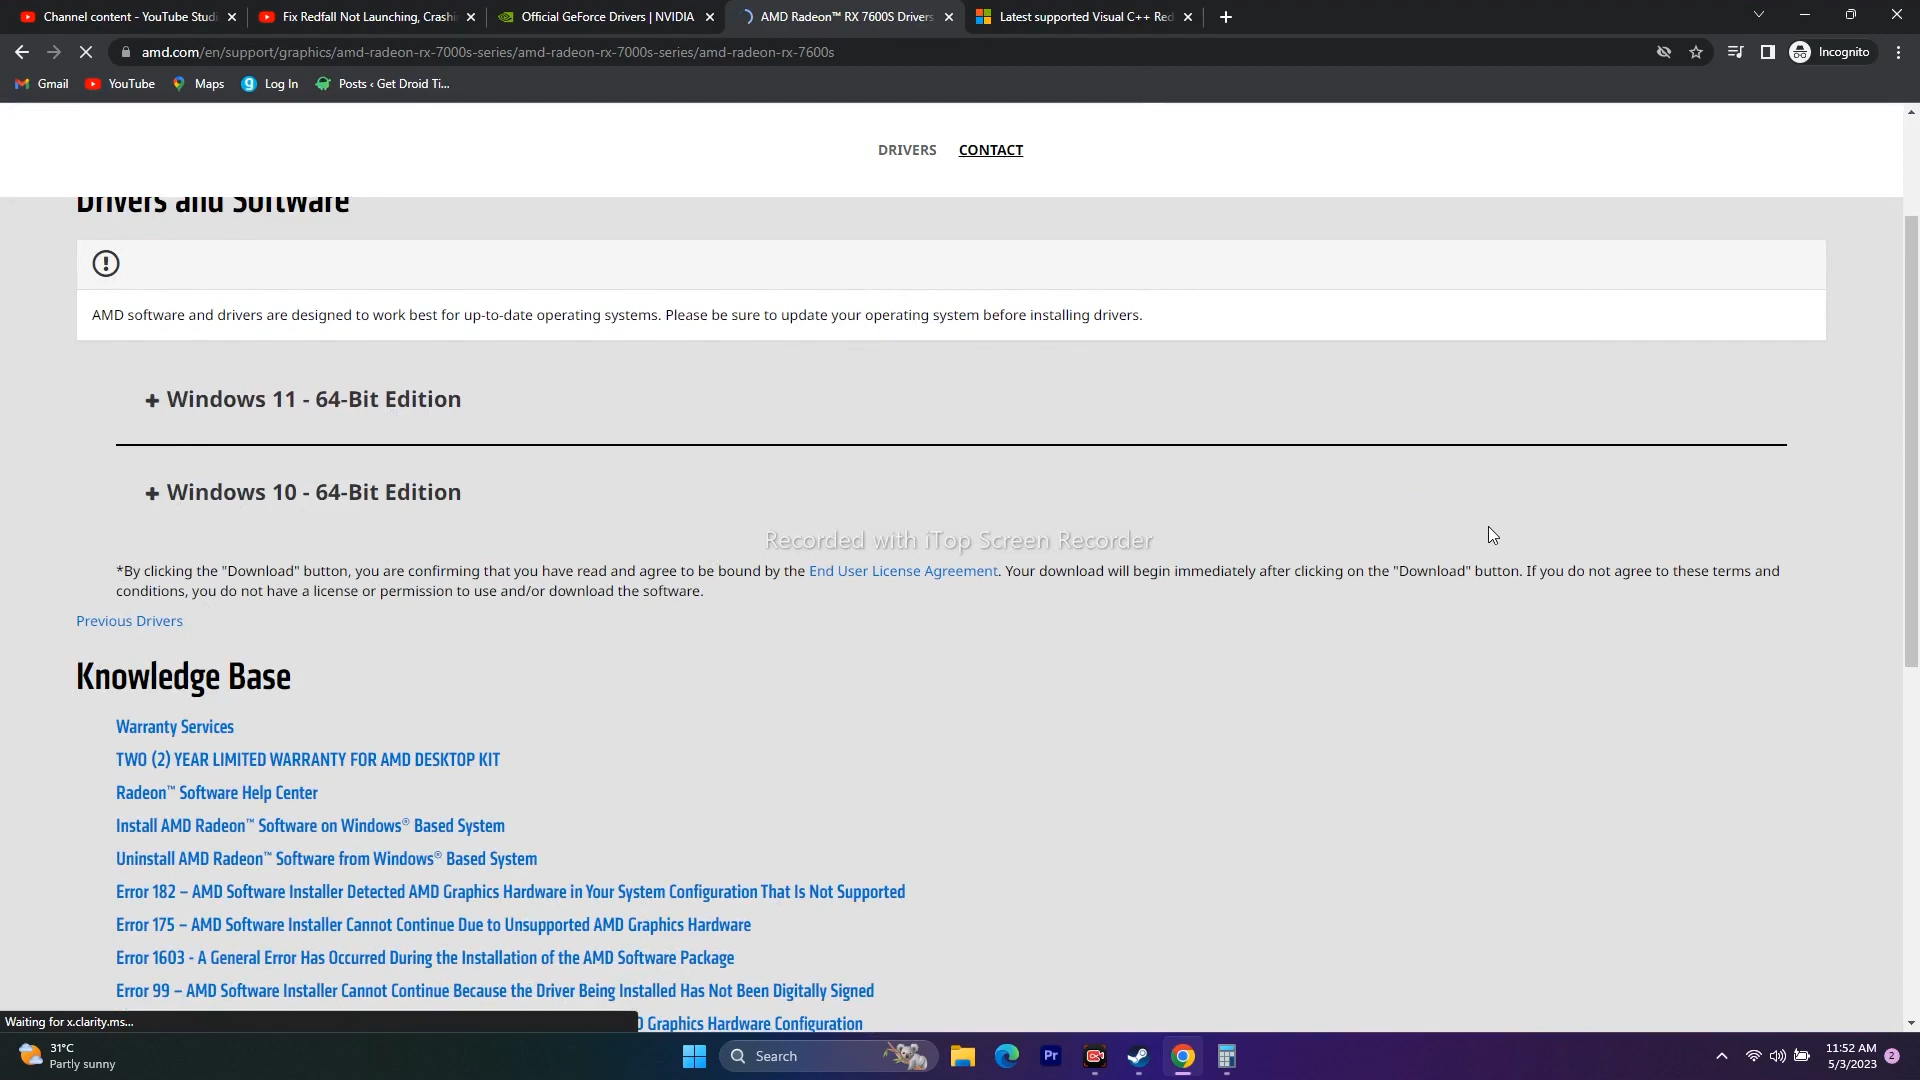 Channel content - YouTube Studi
Fix Redfall Not Launching, Crashi
Official GeForce Drivers | NVIDIA
AMD Radeon™ RX 7600S Drivers
Latest supported Visual C++ Red
amd.com/en/support/graphics/amd-radeon-rx-7000s-series/amd-radeon-rx-7000s-series/amd-radeon-rx-7600s
Incognito
Gmail
YouTube
Maps
Log In
Posts ‹ Get Droid Ti...
DRIVERS
CONTACT
Drivers and Software
AMD software and drivers are designed to work best for up-to-date operating systems. Please be sure to update your operating system before installing drivers.
+ Windows 11 - 64-Bit Edition
+ Windows 10 - 64-Bit Edition
Recorded with iTop Screen Recorder
*By clicking the "Download" button, you are confirming that you have read and agree to be bound by the End User License Agreement. Your download will begin immediately after clicking on the "Download" button. If you do not agree to these terms and
conditions, you do not have a license or permission to use and/or download the software.
Previous Drivers
Knowledge Base
Warranty Services
TWO (2) YEAR LIMITED WARRANTY FOR AMD DESKTOP KIT
Radeon™ Software Help Center
Install AMD Radeon™ Software on Windows® Based System
Uninstall AMD Radeon™ Software from Windows® Based System
Error 182 – AMD Software Installer Detected AMD Graphics Hardware in Your System Configuration That Is Not Supported
Error 175 – AMD Software Installer Cannot Continue Due to Unsupported AMD Graphics Hardware
Error 1603 - A General Error Has Occurred During the Installation of the AMD Software Package
Error 99 – AMD Software Installer Cannot Continue Because the Driver Being Installed Has Not Been Digitally Signed
Waiting for x.clarity.ms...
D Graphics Hardware Configuration
31°C
Partly sunny
Search
Pr
11:52 AM
5/3/2023
2